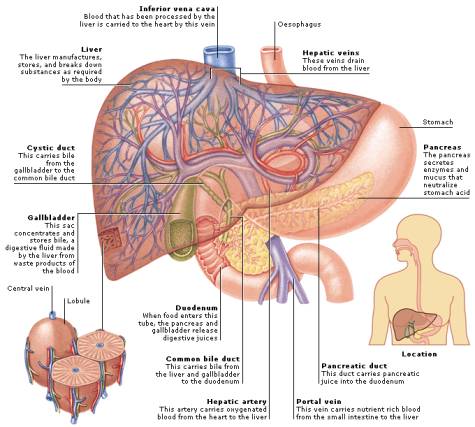 Inferior vena cava
Blood that has been processed by the
liver is carried to the heart by this vein
Oesophagus
Liver
The liver manufactures,
stores, and breaks down
substances as required
by the body
Hepatic veins
These veins drain
blood from the liver
Stomach
Cystic duct
This carries bile
from the
gallbladder to the
common bile duct
Pancreas
The pancreas
secretes
enzymes and
mucus that
neutralize
stomach acid
Gallbladder
This sac
concentrates and
stores bile, a
digestive fluid made
by the liver from
waste products of
the blood
Central vein
Lobule
Duodenum
When food enters this
tube, the pancreas and
gallbladder release
digestive juices
Location
Common bile duct
This carries bile from
the liver and gallbladder
to the duodenum
Pancreatic duct
This duct carries pancreatic
juice into the duodenum
Hepatic artery
This artery carries oxygenated
blood from the heart to the liver
Portal vein
This vein carries nutrient rich blood
from the small intestine to the liver